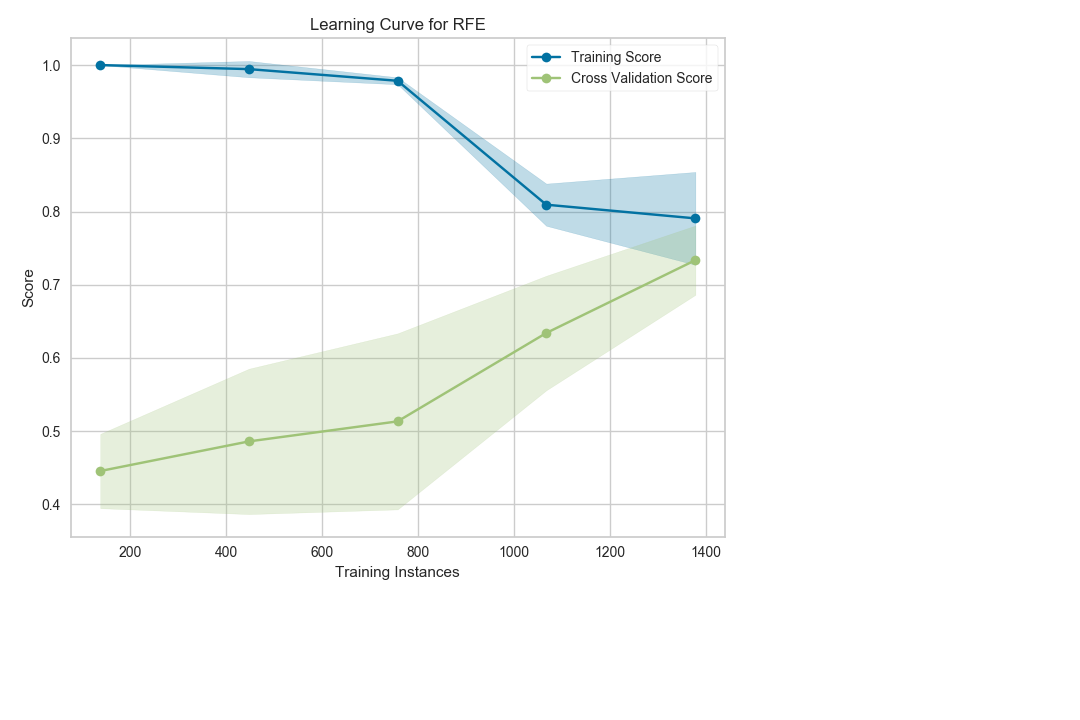 Learning Curve for RFE
Training Score
Cross Validation Score
1.0
0.9
0.8
0.7
0.6
0.5
0.4
Score
200 400 600 800 1000 1200 1400
Training Instances